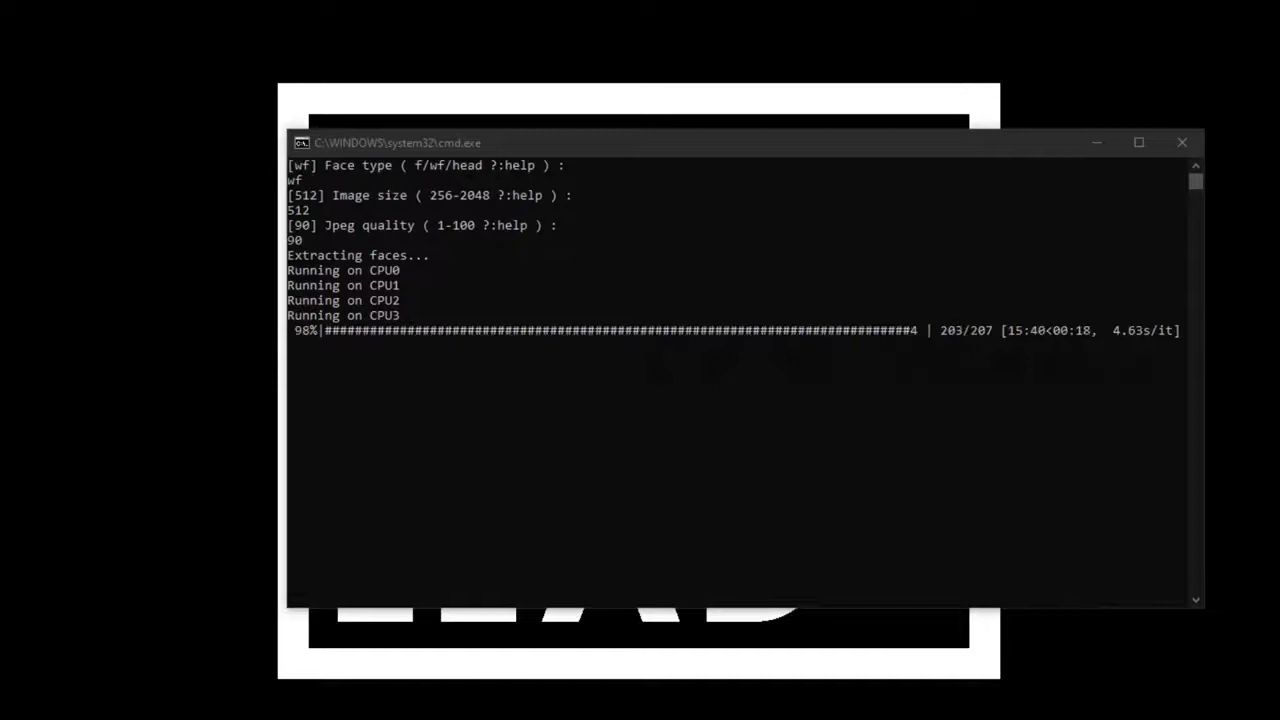 C:\WINDOWS\system32\cmd.exe
[wf] Face type ( f/wf/head ?:help ) :
wf
[512] Image size ( 256-2048 ?:help ) :
512
[90] Jpeg quality ( 1-100 ?:help ) :
90
Extracting faces...
Running on CPU0
Running on CPU1
Running on CPU2
Running on CPU3
98%|##############################################################################4 | 203/207 [15:40<00:18,  4.63s/it]